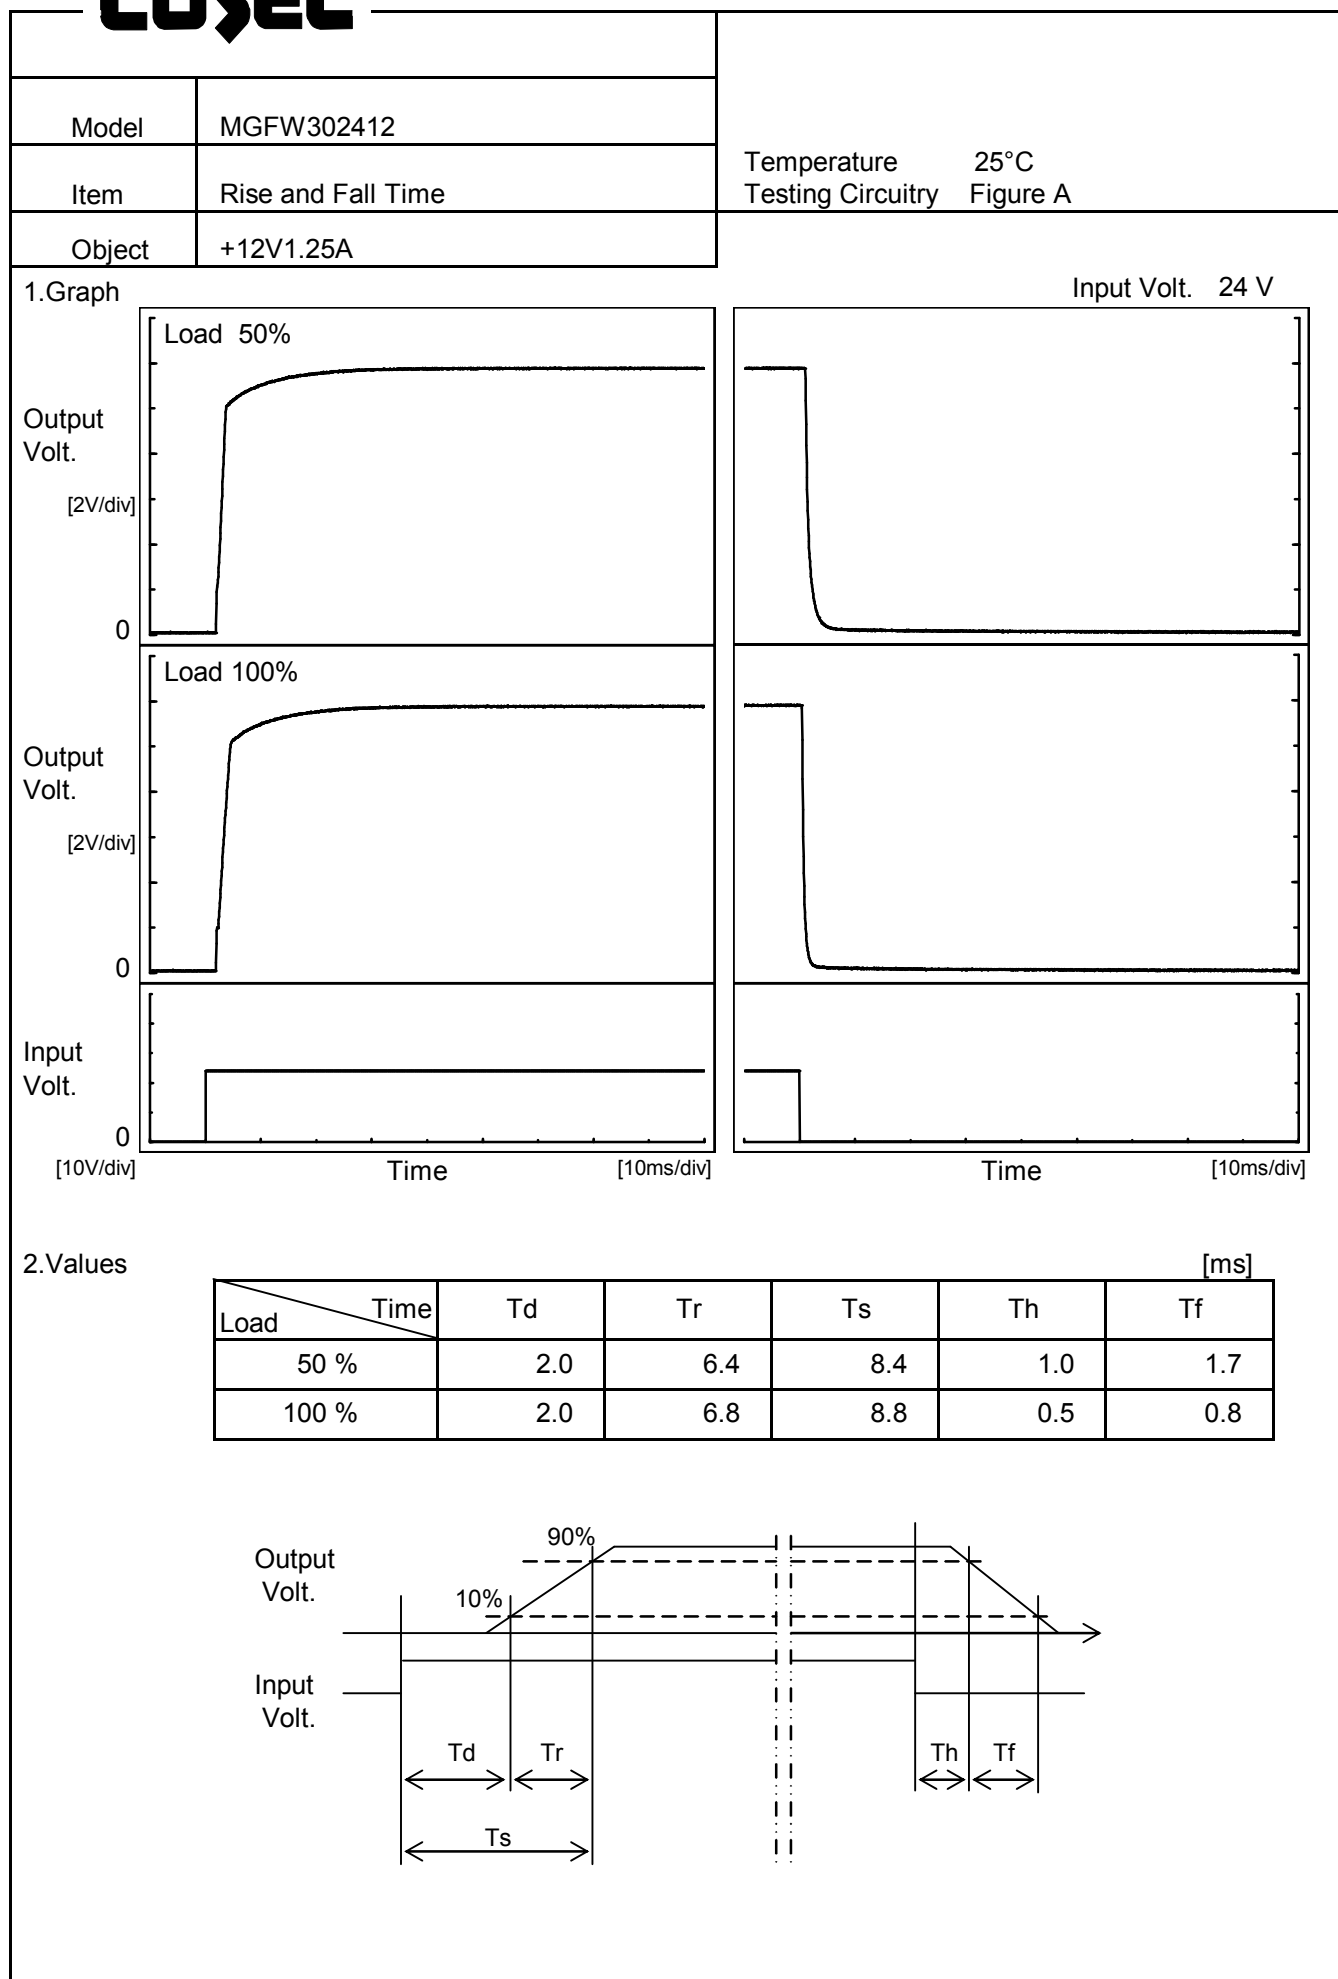 COSEL
Model MGFW302412
Item Rise and Fall Time
Object +12V1.25A
Temperature 25°C
Testing Circuitry Figure A
1.Graph
Input Volt. 24 V
Load 50%
Output
Volt.
[2V/div]
0
Load 100%
Output
Volt.
[2V/div]
0
Input
Volt.
0
[10V/div] Time [10ms/div] Time [10ms/div]
2.Values [ms]
Time
Load
Td Tr Ts Th Tf
50 % 2.0 6.4 8.4 1.0 1.7
100 % 2.0 6.8 8.8 0.5 0.8
90%
Output
Volt.
10%
Input
Volt.
Td Tr Th Tf
Ts